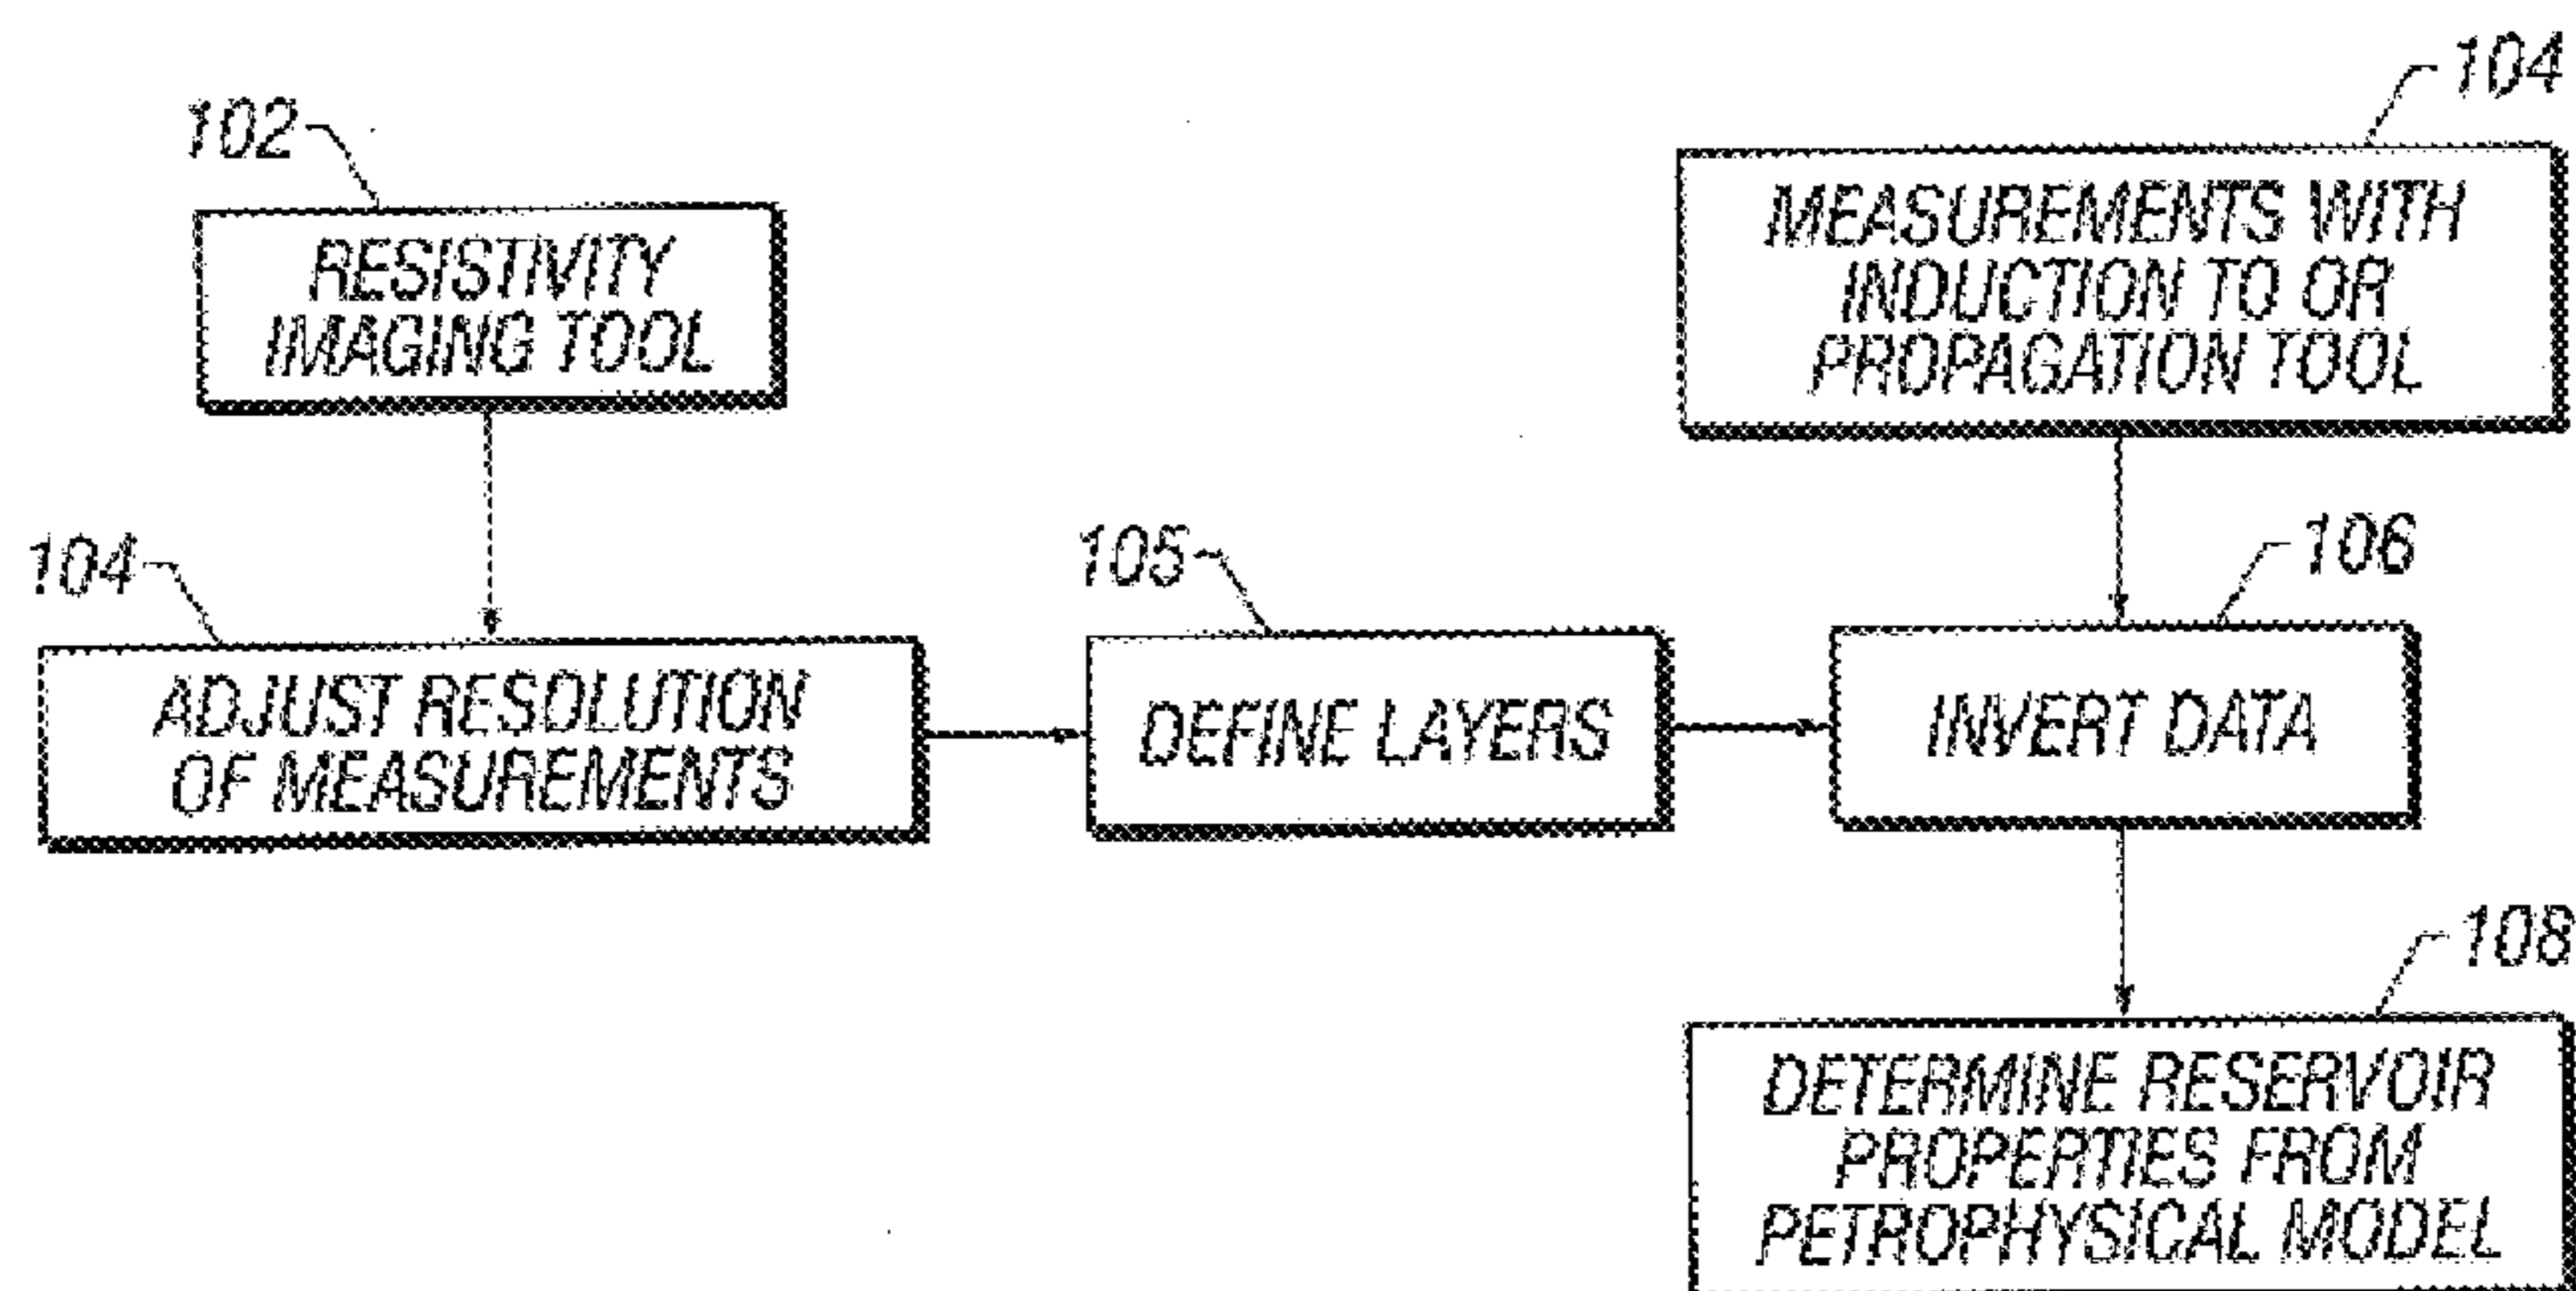 102
RESISTIVITY
IMAGING TOOL
104
MEASUREMENTS WITH
INDUCTION TO OR
PROPAGATION TOOL
104
ADJUST RESOLUTION
OF MEASUREMENTS
105
DEFINE LAYERS
106
INVERT DATA
108
DETERMINE RESERVOIR
PROPERTIES FROM
PETROPHYSICAL MODEL